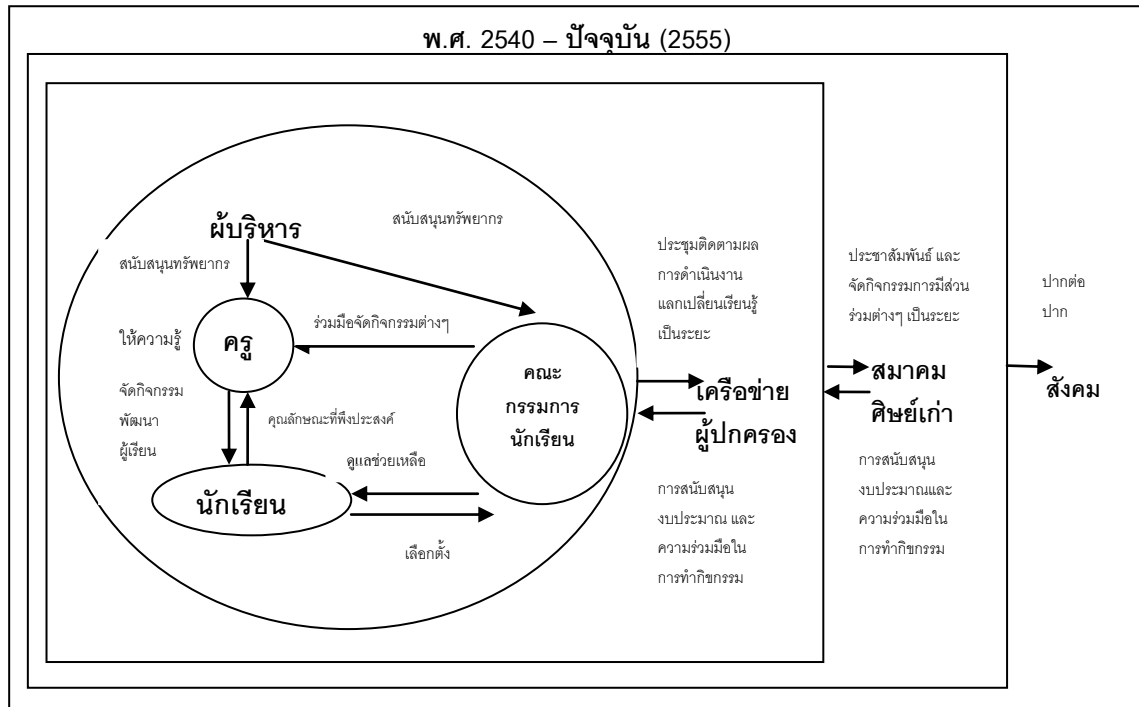 พ.ศ. 2540 – ปัจจุบัน (2555)
ผู้บริหาร
สนับสนุนทรัพยากร
สนับสนุนทรัพยากร
ครู
ร่วมมือจัดกิจกรรมต่างๆ
ให้ความรู้
จัดกิจกรรม
พัฒนา
ผู้เรียน
คุณลักษณะที่พึงประสงค์
นักเรียน
ดูแลช่วยเหลือ
เลือกตั้ง
คณะ
กรรมการ
นักเรียน
ประชุมติดตามผล
การดำเนินงาน
แลกเปลี่ยนเรียนรู้
เป็นระยะ
เครือข่าย
ผู้ปกครอง
การสนับสนุน
งบประมาณ และ
ความร่วมมือใน
การทำกิขกรรม
ประชาสัมพันธ์ และ
จัดกิจกรรมการมีส่วน
ร่วมต่างๆ เป็นระยะ
สมาคม
ศิษย์เก่า
การสนับสนุน
งบประมาณและ
ความร่วมมือใน
การทำกิขกรรม
ปากต่อ
ปาก
สังคม